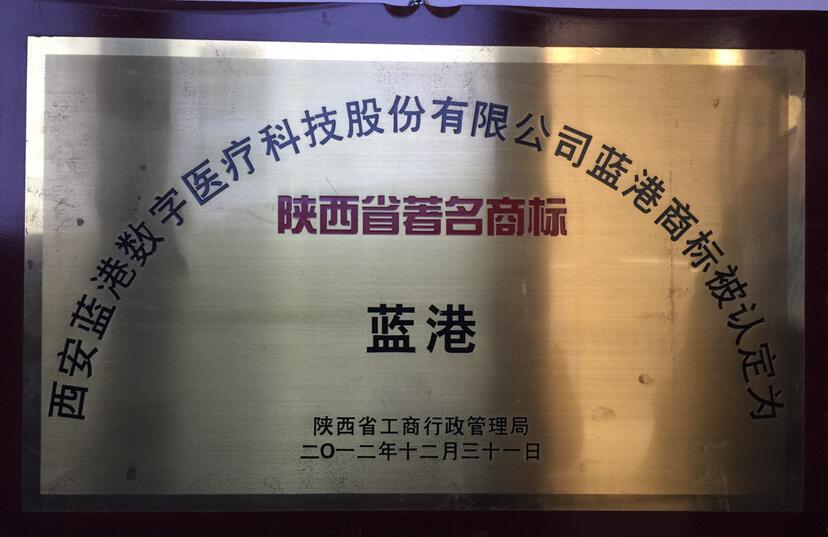 西安蓝港数字医疗科技股份有限公司蓝港商标被认定为
陕西省著名商标
蓝港
陕西省工商行政管理局
二〇一二年十二月三十一日